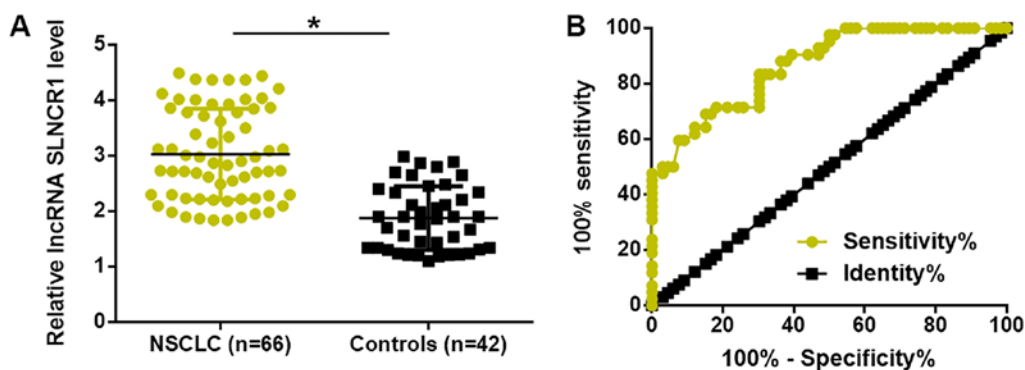 A
Relative lncRNA SLNCR1 level
5
4
3
2
1
0
*
NSCLC (n=66)
Controls (n=42)
B
100% sensitivity
100
80
60
40
20
0
0
20
40
60
80
100
Sensitivity%
Identity%
100% - Specificity%